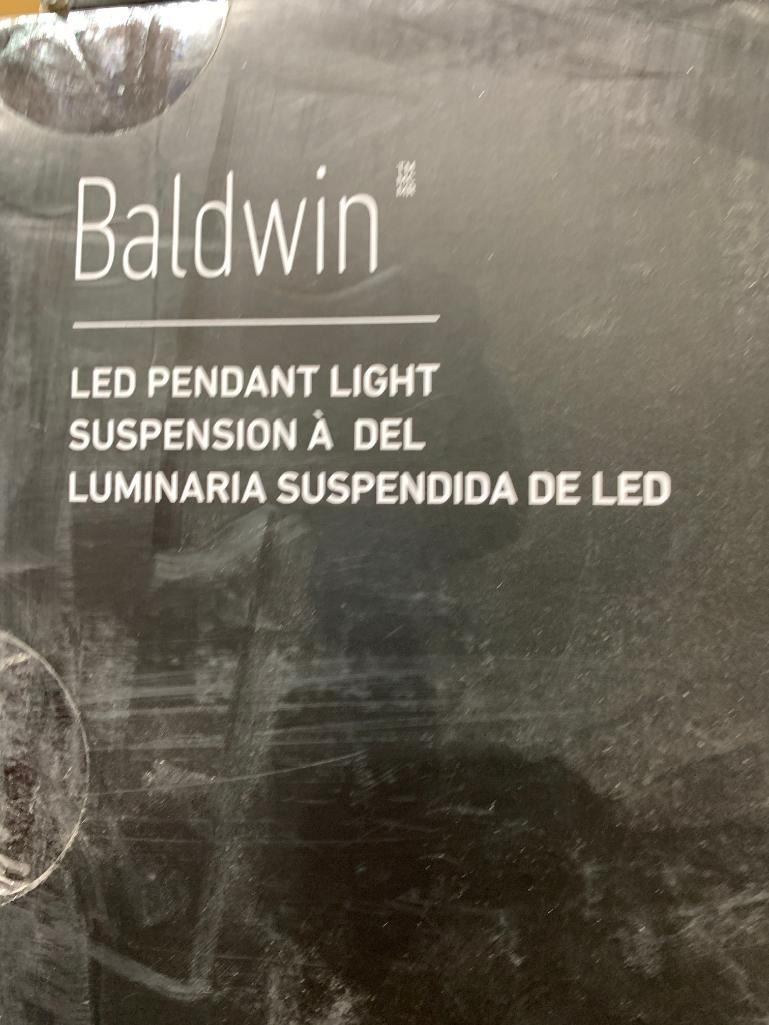 Baldwin
LED PENDANT LIGHT
SUSPENSION À DEL
LUMINARIA SUSPENDIDA DE LED